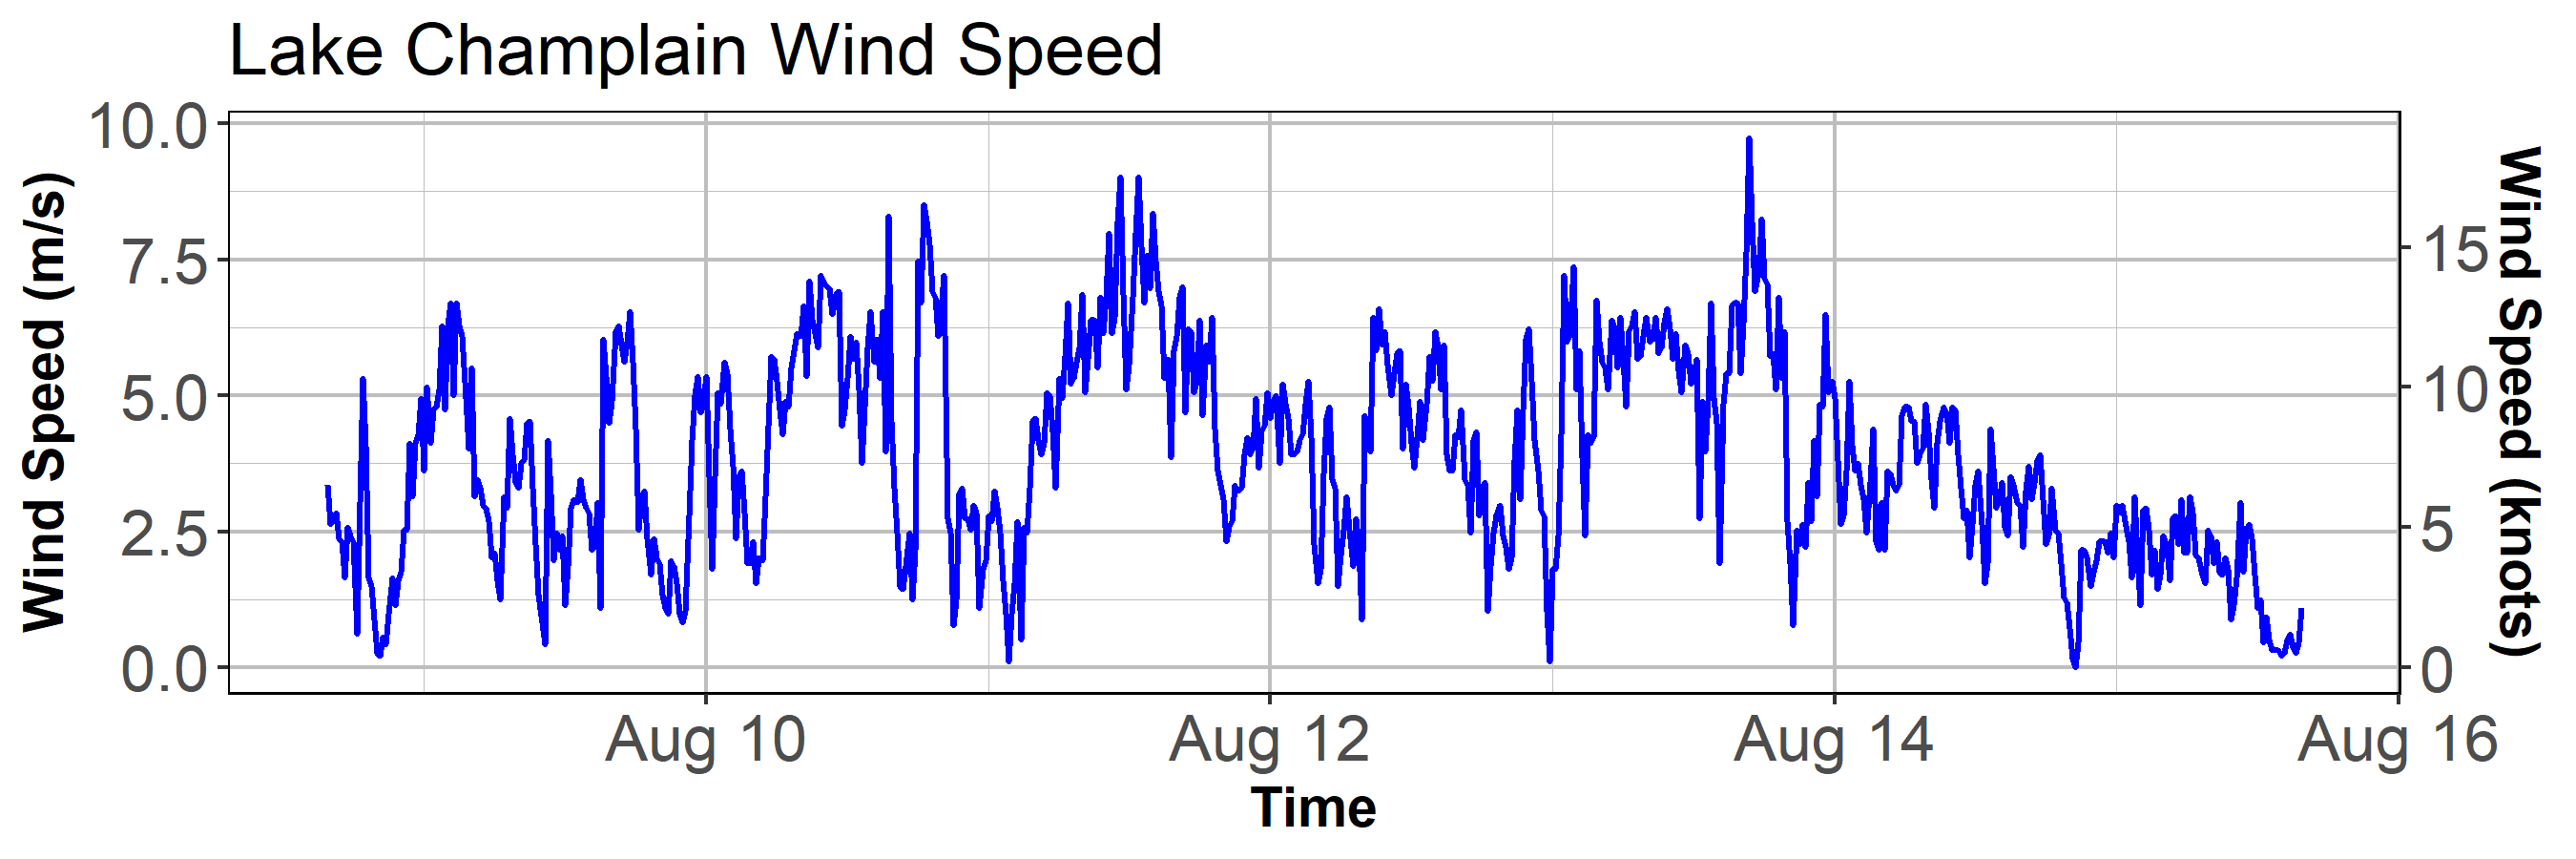 Lake Champlain Wind Speed
Wind Speed (m/s)
10.0
7.5
5.0
2.5
0.0
15
10
5
0
Wind Speed (knots)
Aug 10
Aug 12
Aug 14
Aug 16
Time